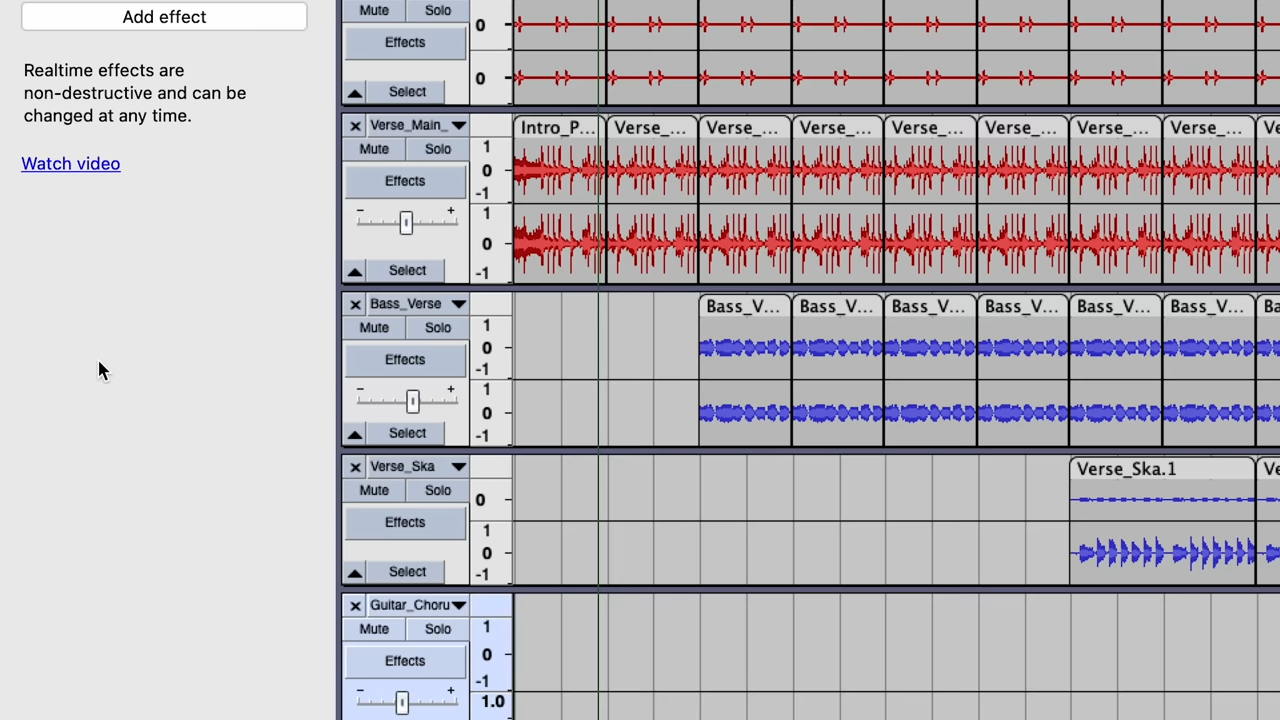 Add effect
Realtime effects are
non-destructive and can be
changed at any time.
Watch video
Mute Solo
Effects
Select
0
0
Verse_Main_
Mute Solo
Effects
- +
Select
1
0
-1
1
0
-1
Intro_P... Verse_... Verse_... Verse_... Verse_... Verse_... Verse_... Verse_... Ve
Bass_Verse
Mute Solo
Effects
- +
Select
1
0
-1
1
0
-1
Bass_V... Bass_V... Bass_V... Bass_V... Bass_V... Bass_V... Ba
Verse_Ska
Mute Solo
Effects
Select
0
1
0
-1
Verse_Ska.1 Ve
Guitar_Choru
Mute Solo
Effects
- +
1
0
-1
1.0